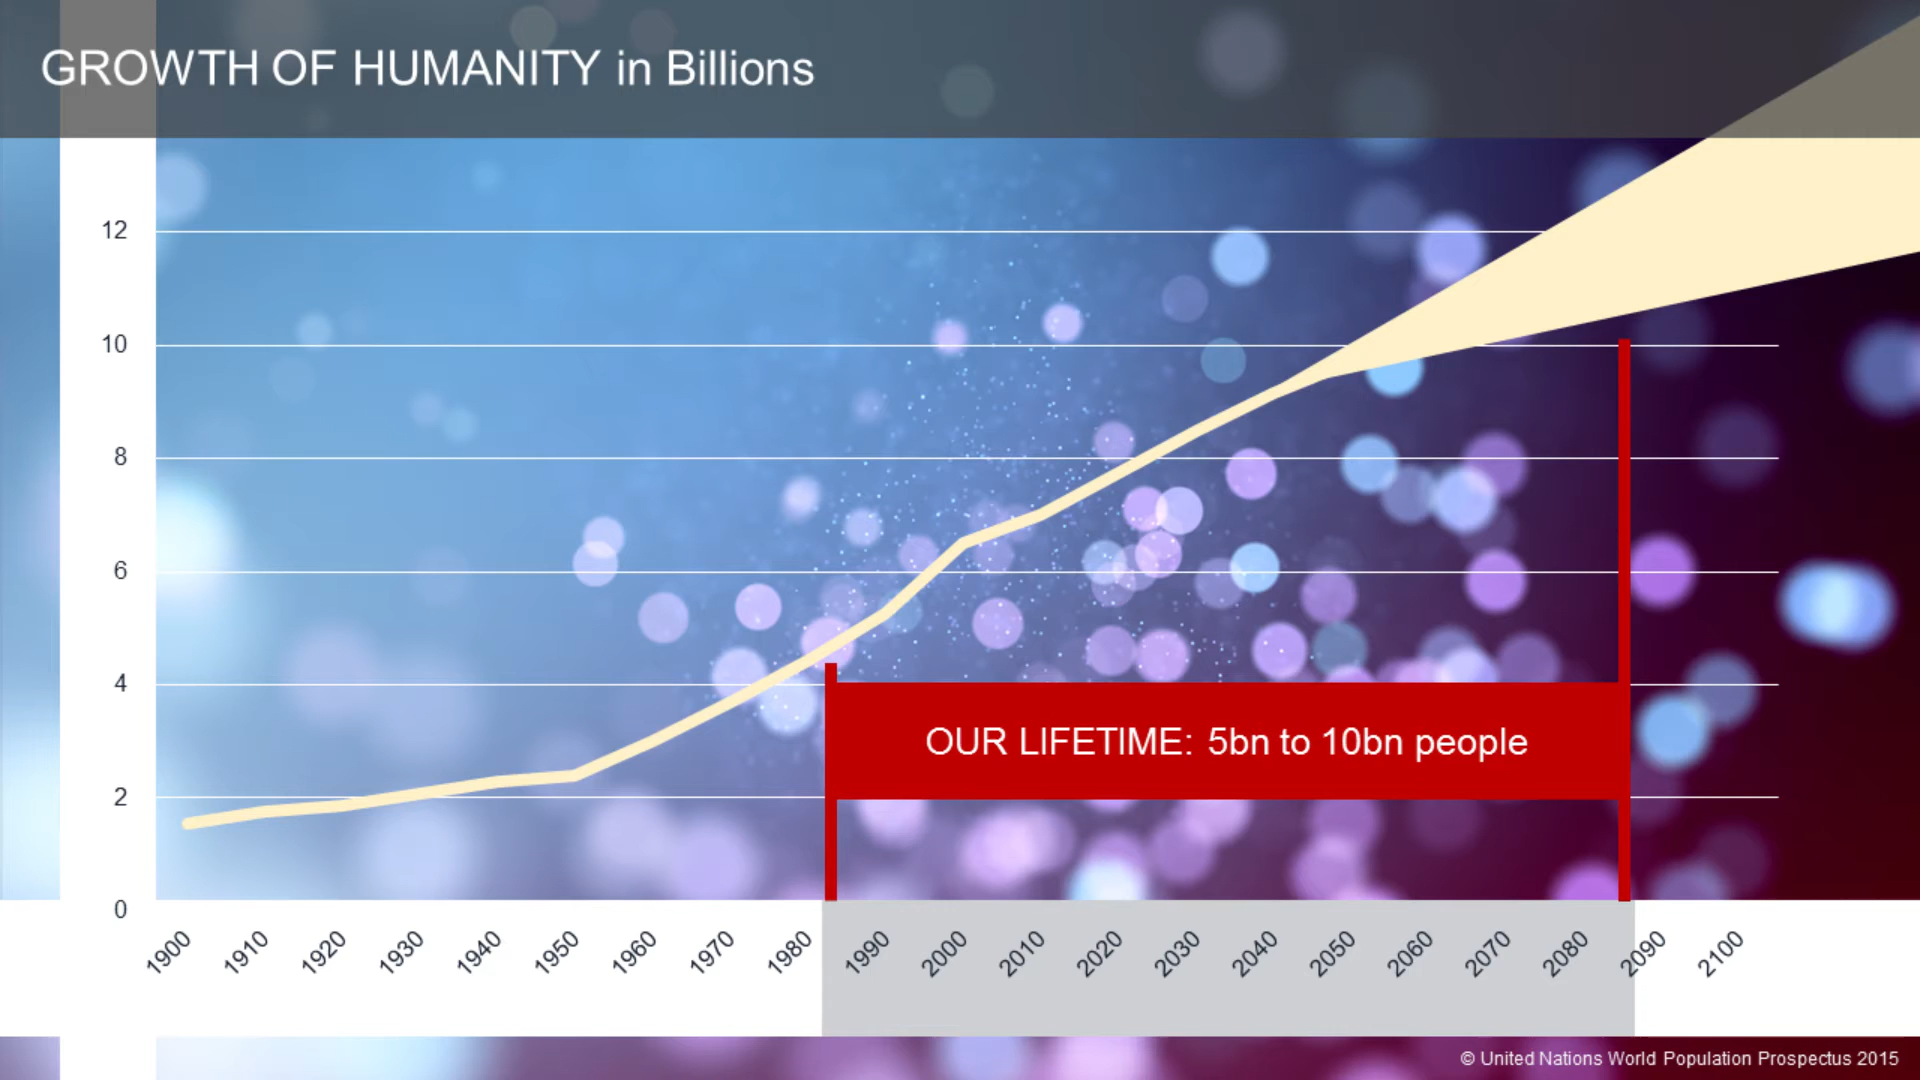 GROWTH OF HUMANITY in Billions
12
10
8
6
4
2
0
OUR LIFETIME: 5bn to 10bn people
1900 1910 1920 1930 1940 1950 1960 1970 1980 1990 2000 2010 2020 2030 2040 2050 2060 2070 2080 2090 2100
© United Nations World Population Prospectus 2015